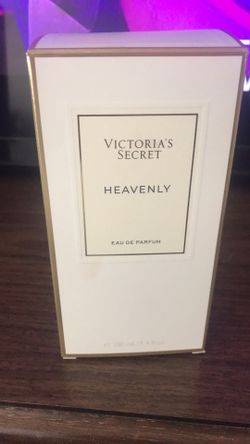 VICTORIA'S
SECRET
HEAVENLY
EAU DE PARFUM